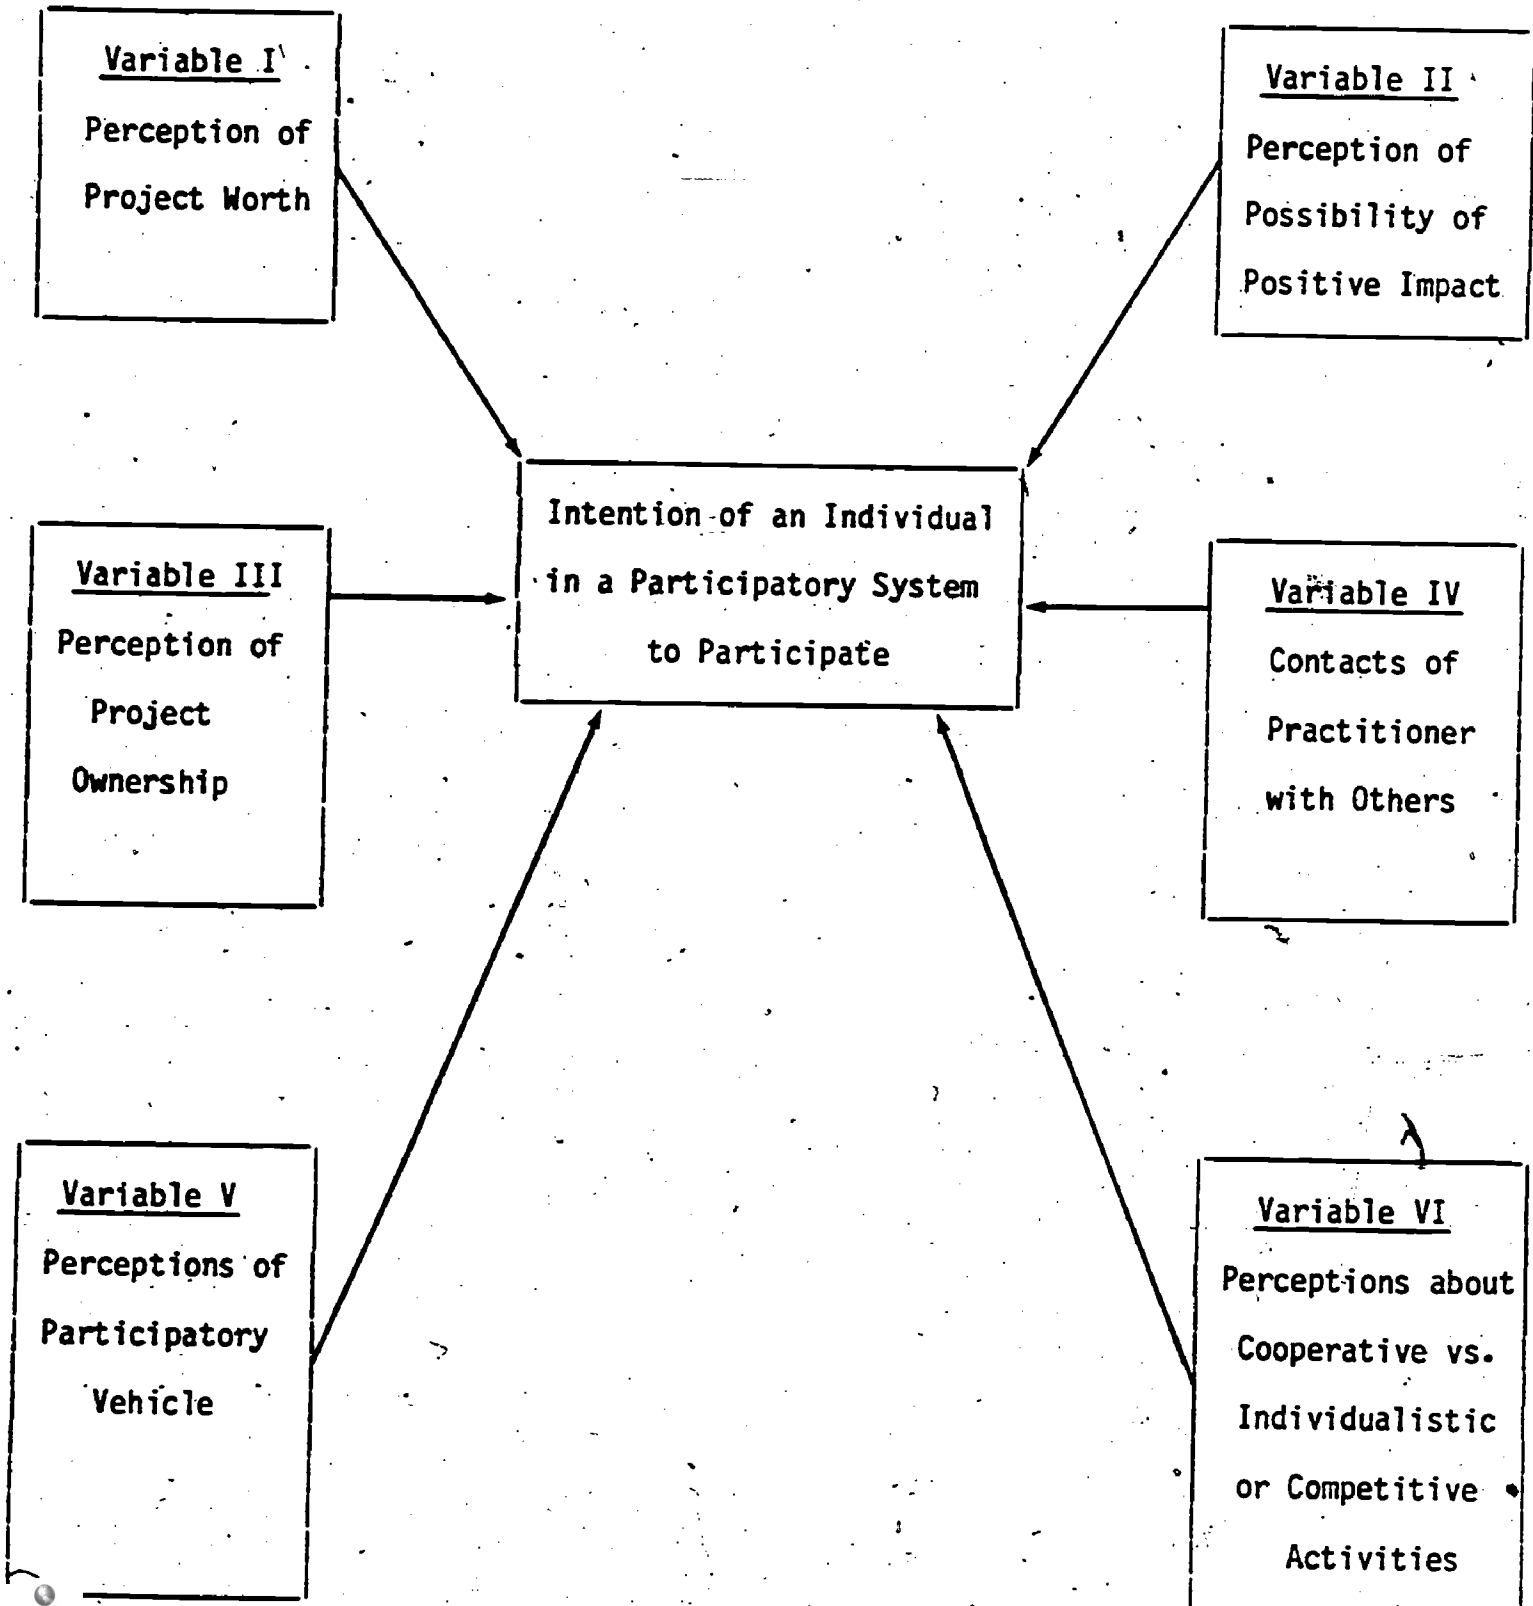 Variable I
Perception of
Project Worth
Variable II
Perception of
Possibility of
Positive Impact
Intention of an Individual
in a Participatory System
to Participate
Variable III
Perception of
Project
Ownership
Variable IV
Contacts of
Practitioner
with Others
Variable V
Perceptions of
Participatory
Vehicle
Variable VI
Perceptions about
Cooperative vs.
Individualistic
or Competitive
Activities